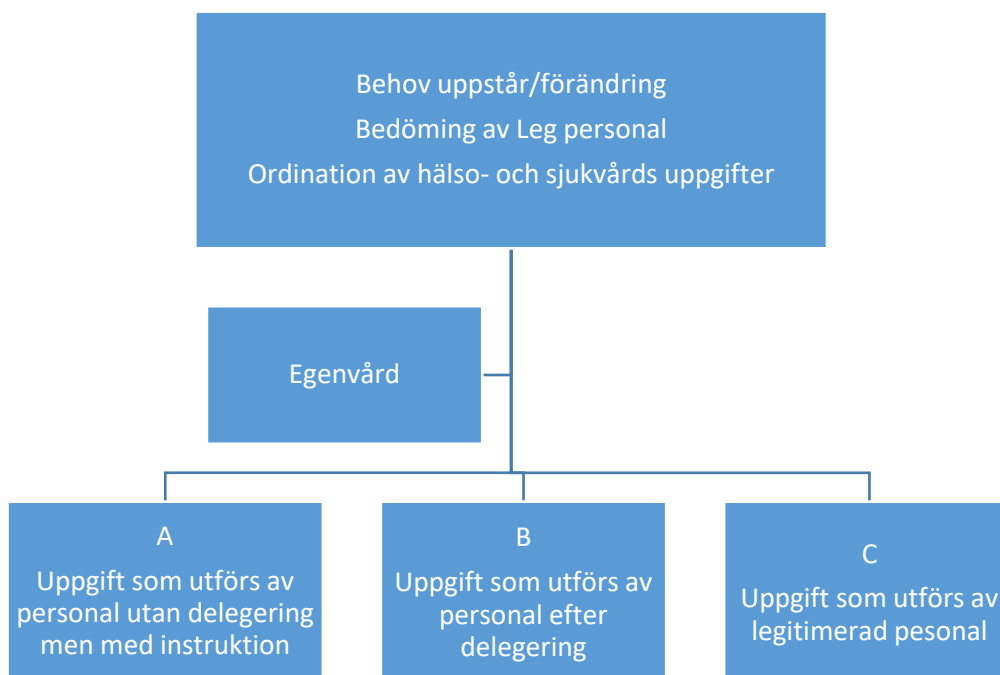 Behov uppstår/förändring
Bedöming av Leg personal
Ordination av hälso- och sjukvårds uppgifter
Egenvård
A
Uppgift som utförs av
personal utan delegering
men med instruktion
B
Uppgift som utförs av
personal efter
delegering
C
Uppgift som utförs av
legitimerad pesonal